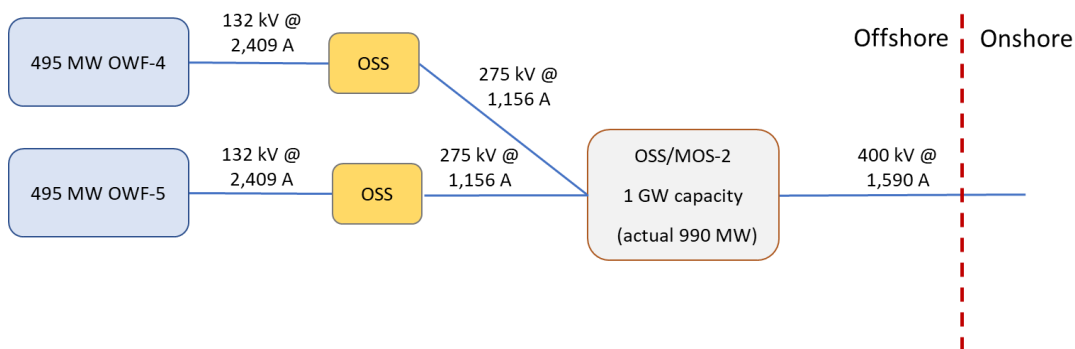 132 kV @
2,409 A
495 MW OWF-4
OSS
275 kV @
1,156 A
Offshore
Onshore
132 kV @
2,409 A
495 MW OWF-5
OSS
275 kV @
1,156 A
OSS/MOS-2
1 GW capacity
(actual 990 MW)
400 kV @
1,590 A